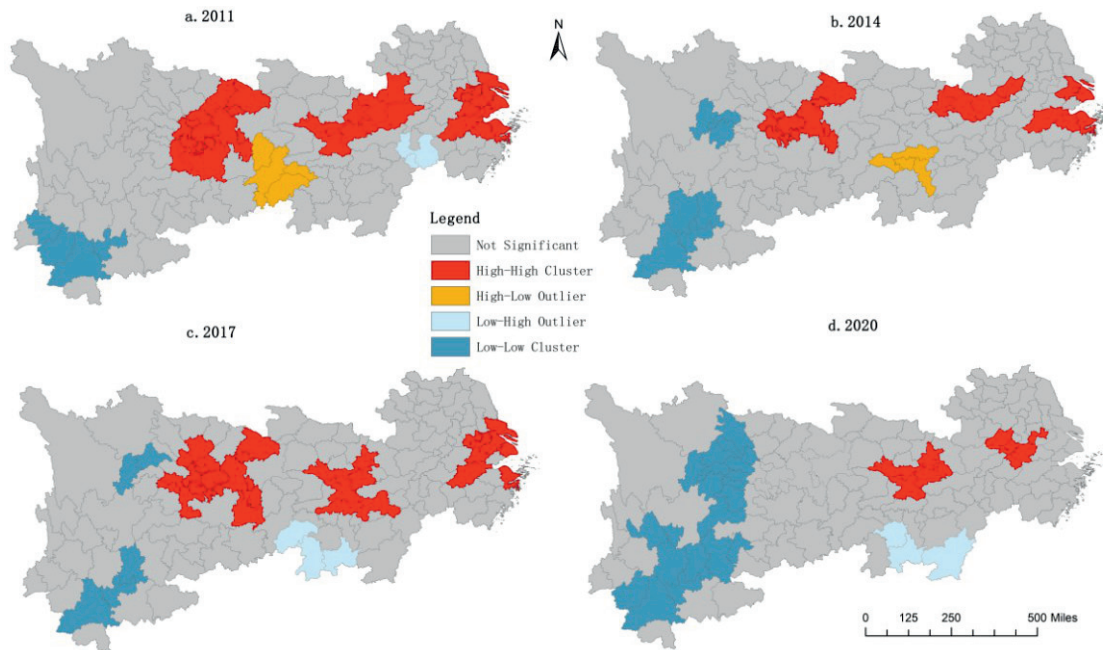 a. 2011
N
b. 2014
Legend
Not Significant
High-High Cluster
High-Low Outlier
Low-High Outlier
Low-Low Cluster
c. 2017
d. 2020
0 125 250 500 Miles